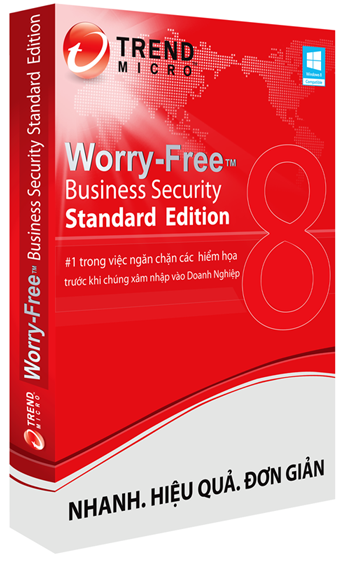 TREND
MICRO
Windows 8
Worry-Free™
Business Security
Standard Edition
8
#1 trong việc ngăn chặn các hiểm họa
trước khi chúng xâm nhập vào Doanh Nghiệp
NHANH. HIỆU QUẢ. ĐƠN GIẢN
TREND
MICRO
Worry-Free™ Business Security Standard Edition